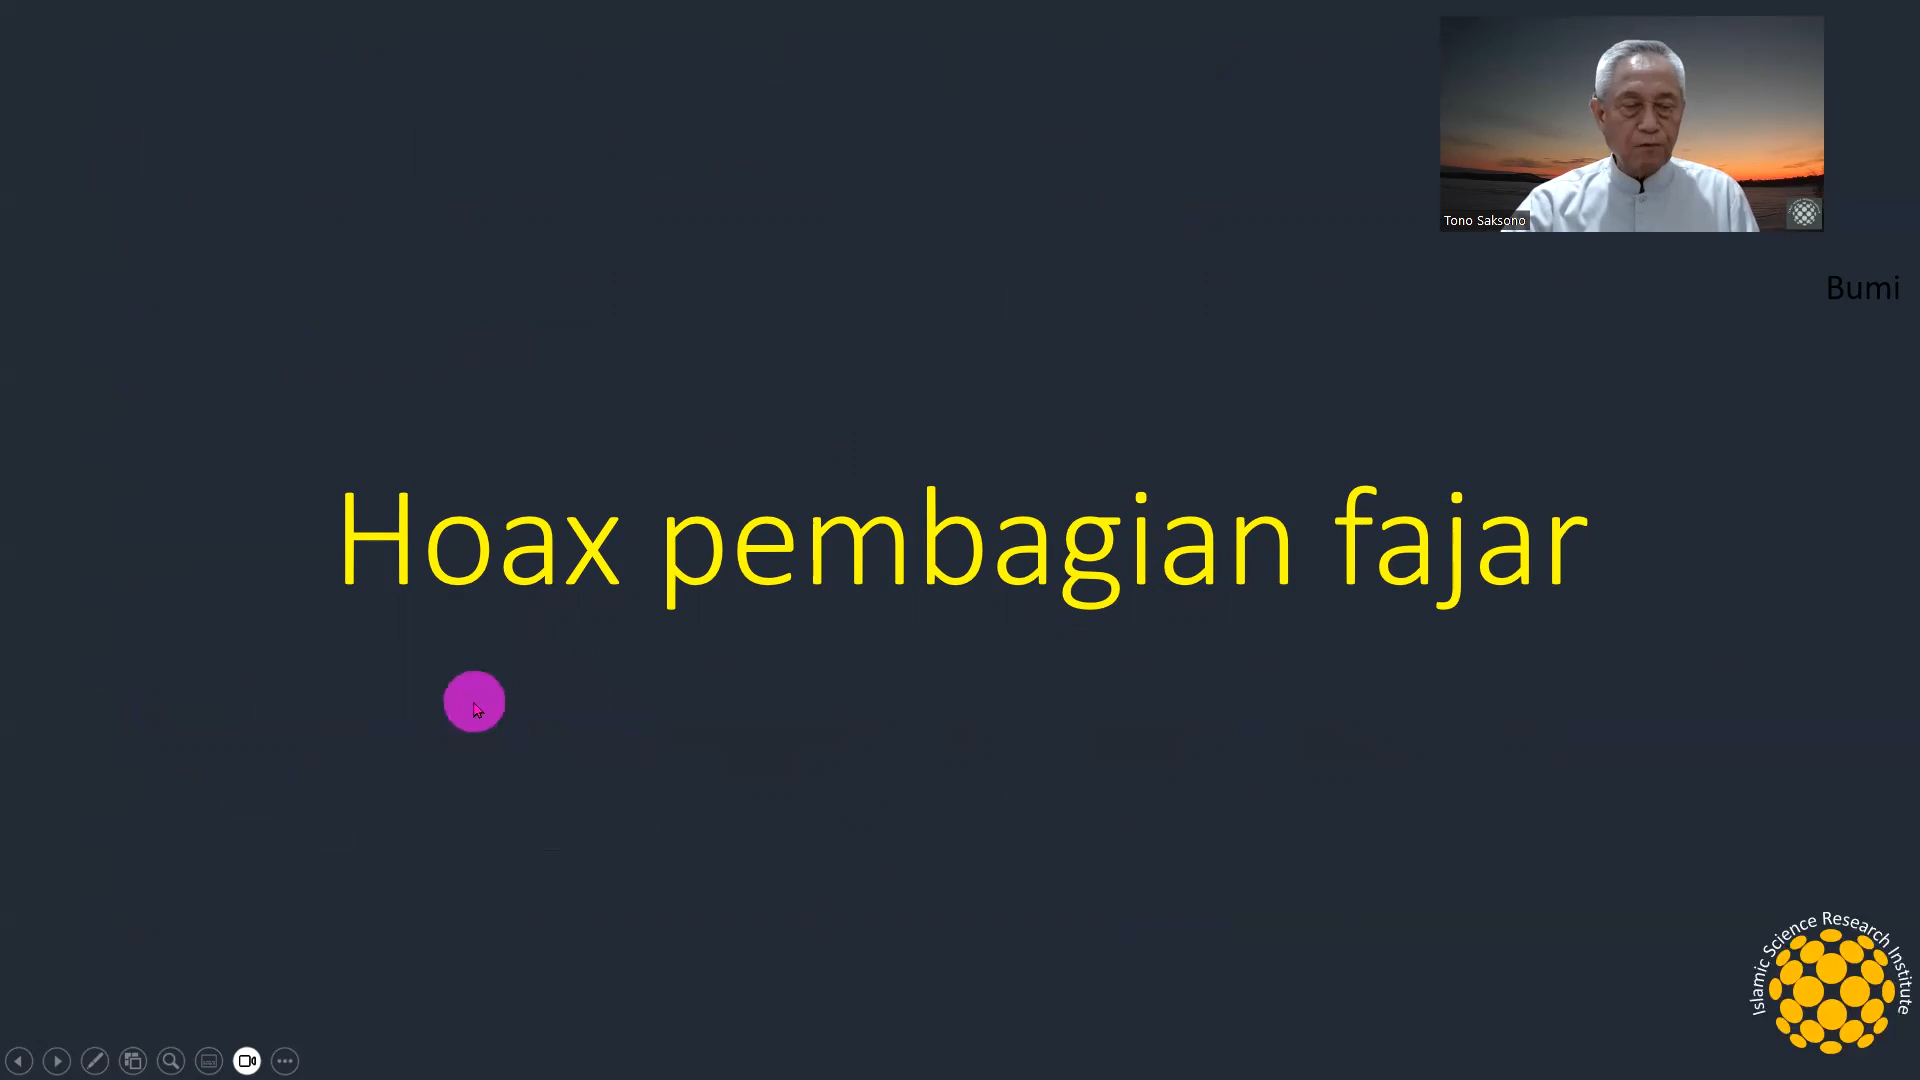 Tono Saksono
Bumi
Hoax pembagian fajar
Islamic Science Research Institute